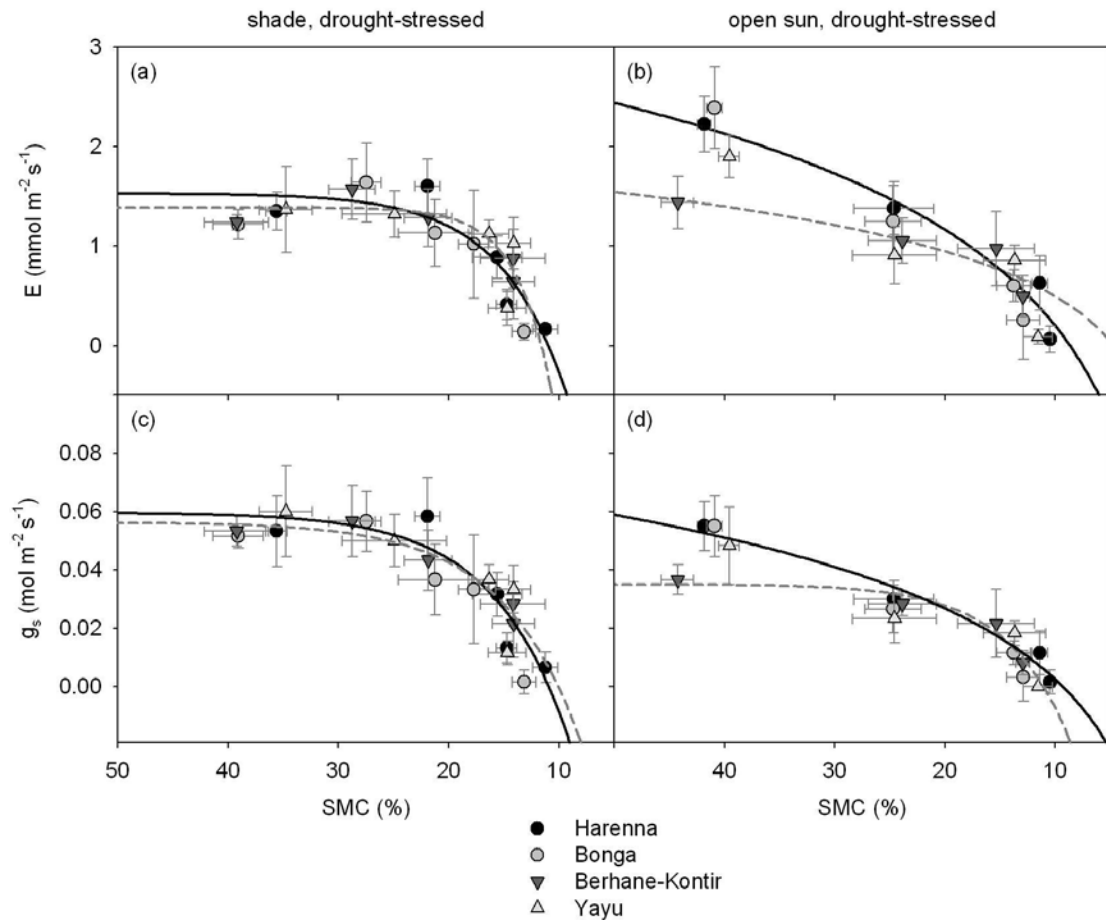 shade, drought-stressed
open sun, drought-stressed
(a)
(b)
3
2
1
0
E (mmol m⁻² s⁻¹)
(c)
(d)
0.08
0.06
0.04
0.02
0.00
gₛ (mol m⁻² s⁻¹)
50 40 30 20 10
40 30 20 10
SMC (%)
SMC (%)
Harenna
Bonga
Berhane-Kontir
Yayu